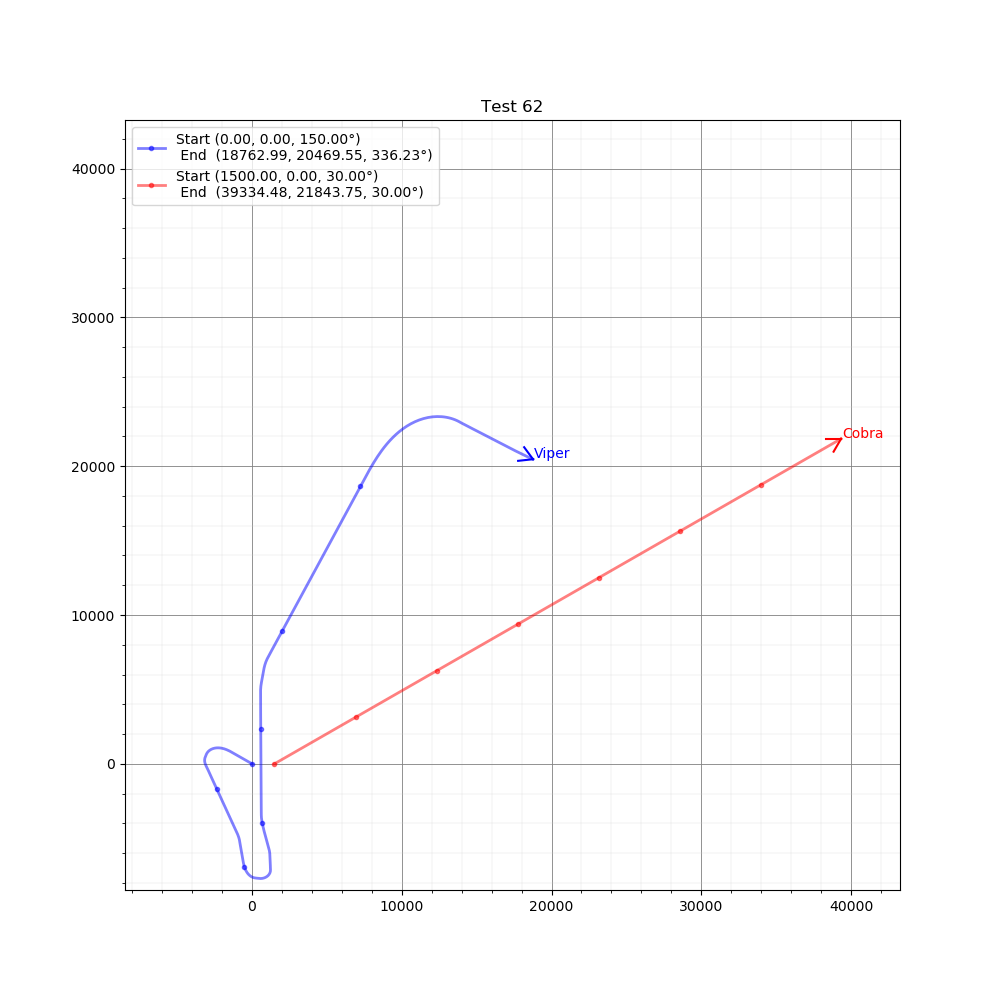 Test 62
Start (0.00, 0.00, 150.00°)
End (18762.99, 20469.55, 336.23°)
Start (1500.00, 0.00, 30.00°)
End (39334.48, 21843.75, 30.00°)
40000
30000
20000
10000
0
Viper
Cobra
0
10000
20000
30000
40000